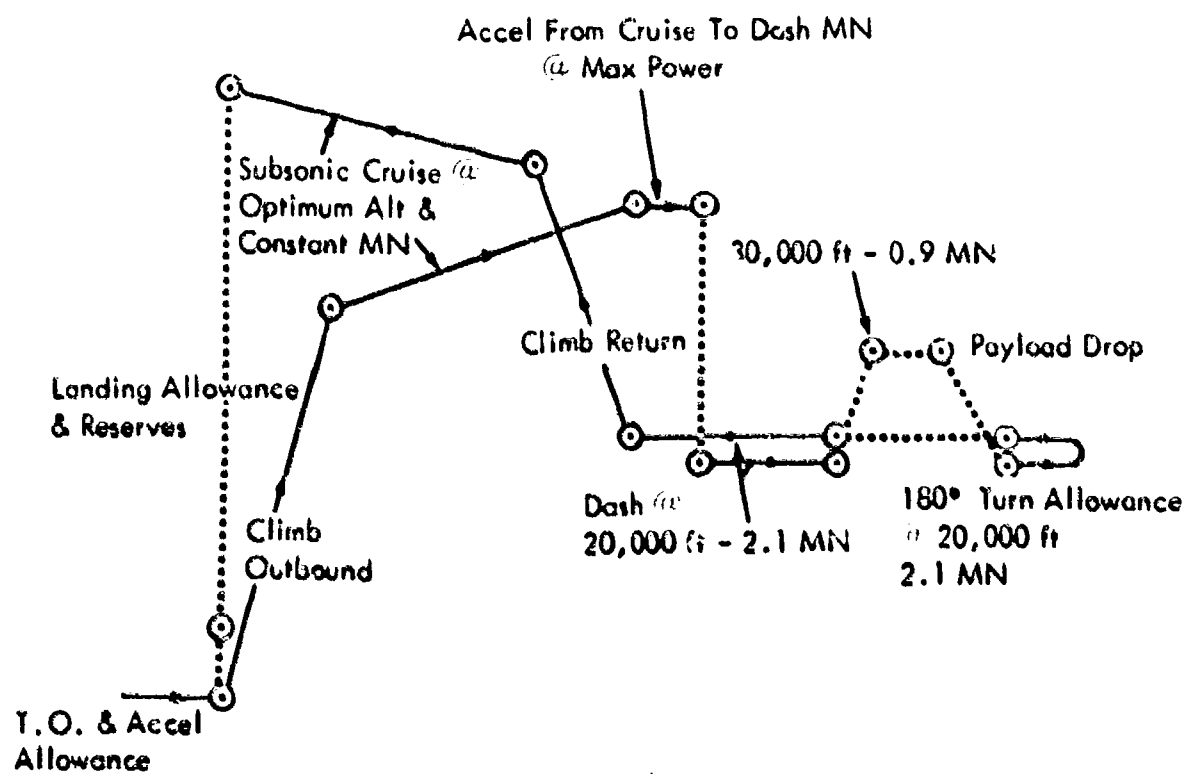 Accel From Cruise To Dash MN
@ Max Power
Subsonic Cruise @
Optimum Alt &
Constant MN
30,000 ft - 0.9 MN
Climb Return
Payload Drop
Landing Allowance
& Reserves
Dash @
20,000 ft - 2.1 MN
180° Turn Allowance
@ 20,000 ft
2.1 MN
Climb
Outbound
T.O. & Accel
Allowance